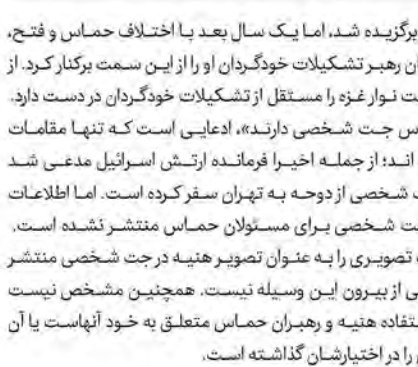 برگزیده شد، اما یک سال بعد با اختلاف حماس و فتح،
رهبر تشکیلات خودگردان او را از این سمت برکنار کرد. از
نوار غزه را مستقل از تشکیلات خودگردان در دست دارد.
جت شخصی دارند»، ادعایی است که تنها مقامات
اند؛ از جمله اخیرا فرمانده ارتش اسرائیل مدعی شد
شخصی از دوحه به تهران سفر کرده است. اما اطلاعات
شخصی برای مسئولان حماس منتشر نشده است.
تصویری را به عنوان تصویر هنیه در جت شخصی منتشر
از بیرون این وسیله نیست. همچنین مشخص نیست
هنیه و رهبران حماس متعلق به خود آنهاست یا آن
را در اختیارشان گذاشته است.